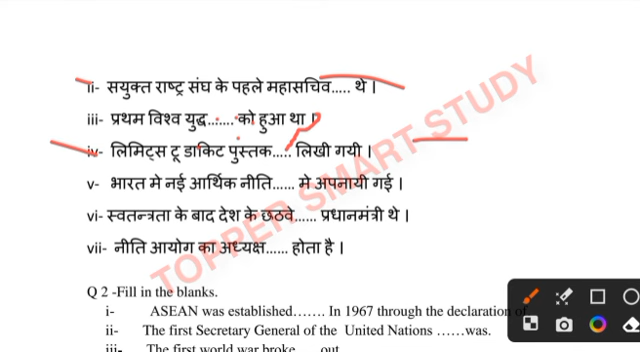 ii- सयुक्त राष्ट्र संघ के पहले महासचिव..... थे ।
iii- प्रथम विश्व युद्ध....... को हुआ था ।
iv- लिमिट्स टू डाकिट पुस्तक..... लिखी गयी ।
v- भारत मे नई आर्थिक नीति...... मे अपनायी गई ।
vi- स्वतन्त्रता के बाद देश के छठवे...... प्रधानमंत्री थे ।
vii- नीति आयोग का अध्यक्ष...... होता है ।
TOPPER SMART STUDY
Q 2 -Fill in the blanks.
i- ASEAN was established....... In 1967 through the declaration of
ii- The first Secretary General of the United Nations ......was.
iii- The first world war broke out